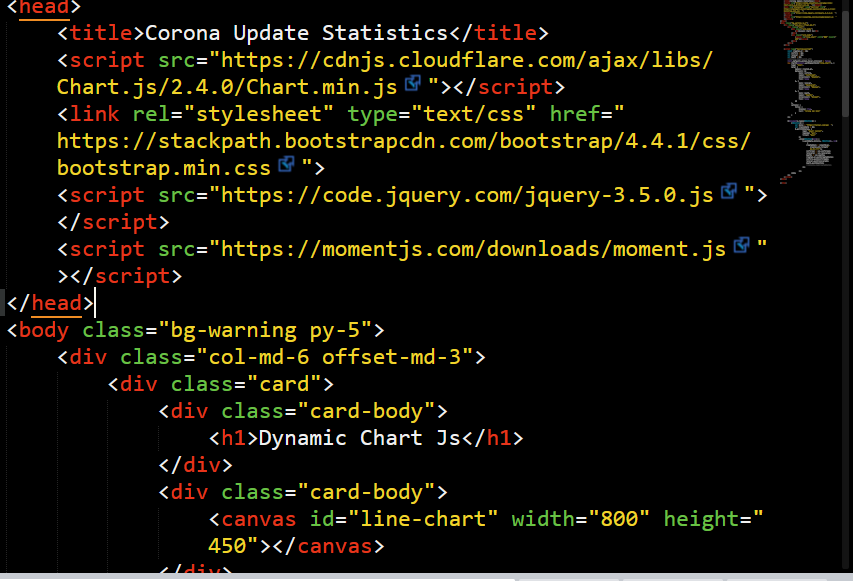 <head>
<title>Corona Update Statistics</title>
<script src="https://cdnjs.cloudflare.com/ajax/libs/
Chart.js/2.4.0/Chart.min.js"></script>
<link rel="stylesheet" type="text/css" href="
https://stackpath.bootstrapcdn.com/bootstrap/4.4.1/css/
bootstrap.min.css">
<script src="https://code.jquery.com/jquery-3.5.0.js">
</script>
<script src="https://momentjs.com/downloads/moment.js"
></script>
</head>
<body class="bg-warning py-5">
<div class="col-md-6 offset-md-3">
<div class="card">
<div class="card-body">
<h1>Dynamic Chart Js</h1>
</div>
<div class="card-body">
<canvas id="line-chart" width="800" height="
450"></canvas>
</div>